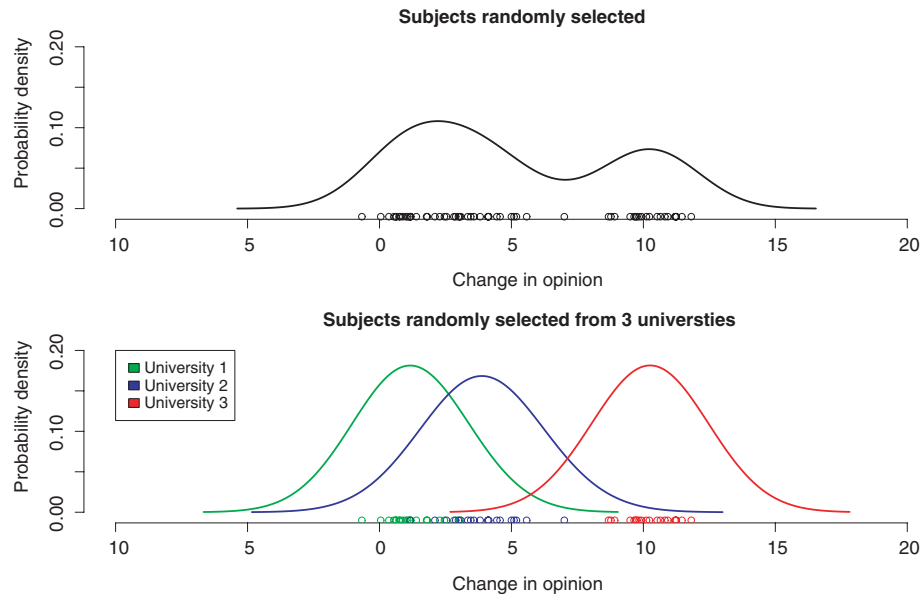 Subjects randomly selected
Probability density
0.20
0.10
0.00
10 5 0 5 10 15 20
Change in opinion
Subjects randomly selected from 3 universties
Probability density
0.20
0.10
0.00
University 1
University 2
University 3
10 5 0 5 10 15 20
Change in opinion